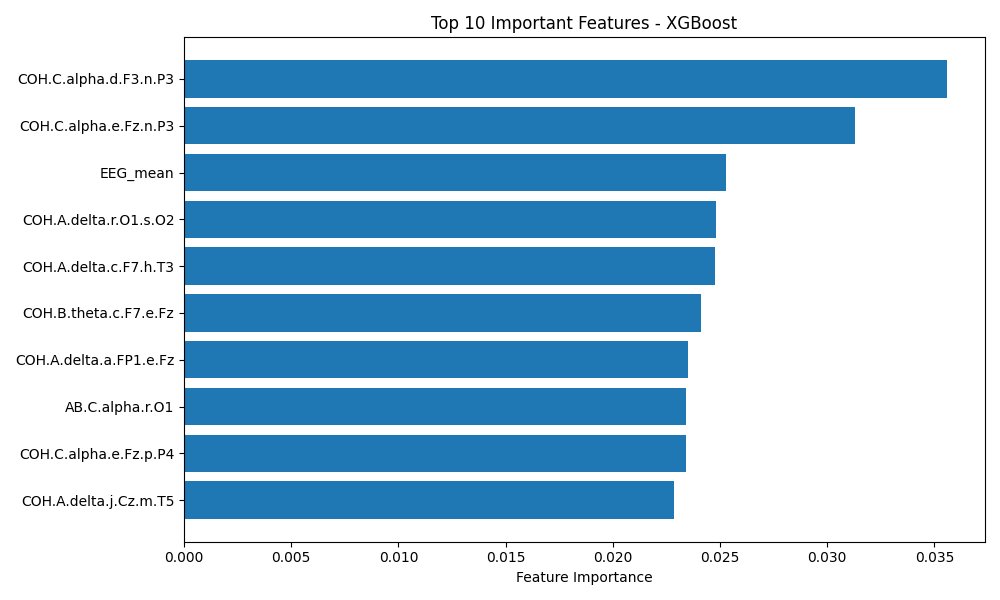 Top 10 Important Features - XGBoost
COH.C.alpha.d.F3.n.P3
COH.C.alpha.e.Fz.n.P3
EEG_mean
COH.A.delta.r.O1.s.O2
COH.A.delta.c.F7.h.T3
COH.B.theta.c.F7.e.Fz
COH.A.delta.a.FP1.e.Fz
AB.C.alpha.r.O1
COH.C.alpha.e.Fz.p.P4
COH.A.delta.j.Cz.m.T5
0.000 0.005 0.010 0.015 0.020 0.025 0.030 0.035
Feature Importance